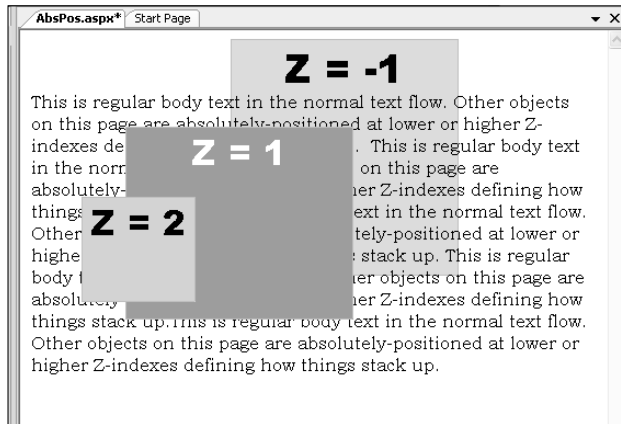 AbsPos.aspx* Start Page
Z = -1
This is regular body text in the normal text flow. Other objects
on this page are absolutely-positioned at lower or higher Z-
indexes de . This is regular body text
in the norm Z = 1 on this page are
absolutely- her Z-indexes defining how
things ext in the normal text flow.
Z = 2
Other tely-positioned at lower or
highe stack up. This is regular
body t er objects on this page are
absolutely her Z-indexes defining how
things stack up.This is regular body text in the normal text flow.
Other objects on this page are absolutely-positioned at lower or
higher Z-indexes defining how things stack up.